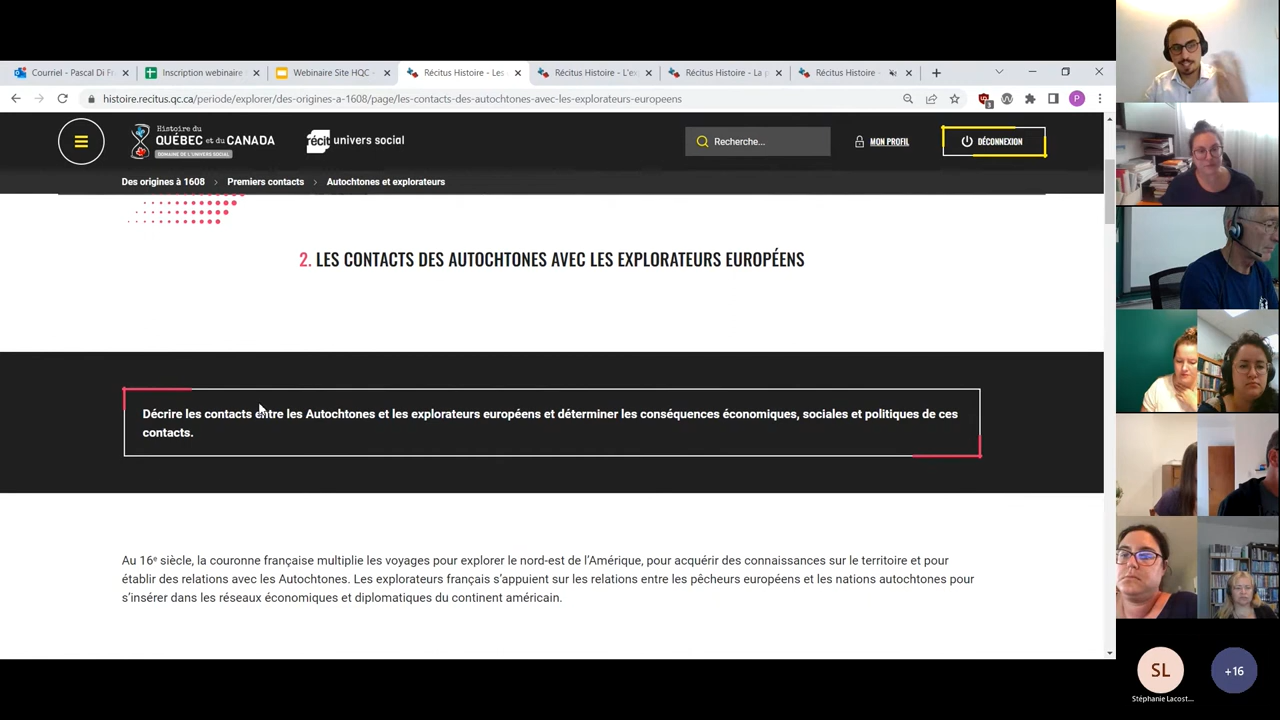 Courriel - Pascal Di Fr
Inscription webinaire
Webinaire Site HQC
Récitus Histoire - Les
Récitus Histoire - L'ex
Récitus Histoire - La p
Récitus Histoire
histoire.recitus.qc.ca/periode/explorer/des-origines-a-1608/page/les-contacts-des-autochtones-avec-les-explorateurs-europeens
P
Histoire du
QUÉBEC et du CANADA
DOMAINE DE L'UNIVERS SOCIAL
récit univers social
Recherche...
MON PROFIL
DÉCONNEXION
Des origines à 1608 > Premiers contacts > Autochtones et explorateurs
2. LES CONTACTS DES AUTOCHTONES AVEC LES EXPLORATEURS EUROPÉENS
Décrire les contacts entre les Autochtones et les explorateurs européens et déterminer les conséquences économiques, sociales et politiques de ces
contacts.
Au 16e siècle, la couronne française multiplie les voyages pour explorer le nord-est de l'Amérique, pour acquérir des connaissances sur le territoire et pour
établir des relations avec les Autochtones. Les explorateurs français s'appuient sur les relations entre les pêcheurs européens et les nations autochtones pour
s'insérer dans les réseaux économiques et diplomatiques du continent américain.
SL
Stéphanie Lacost...
+16